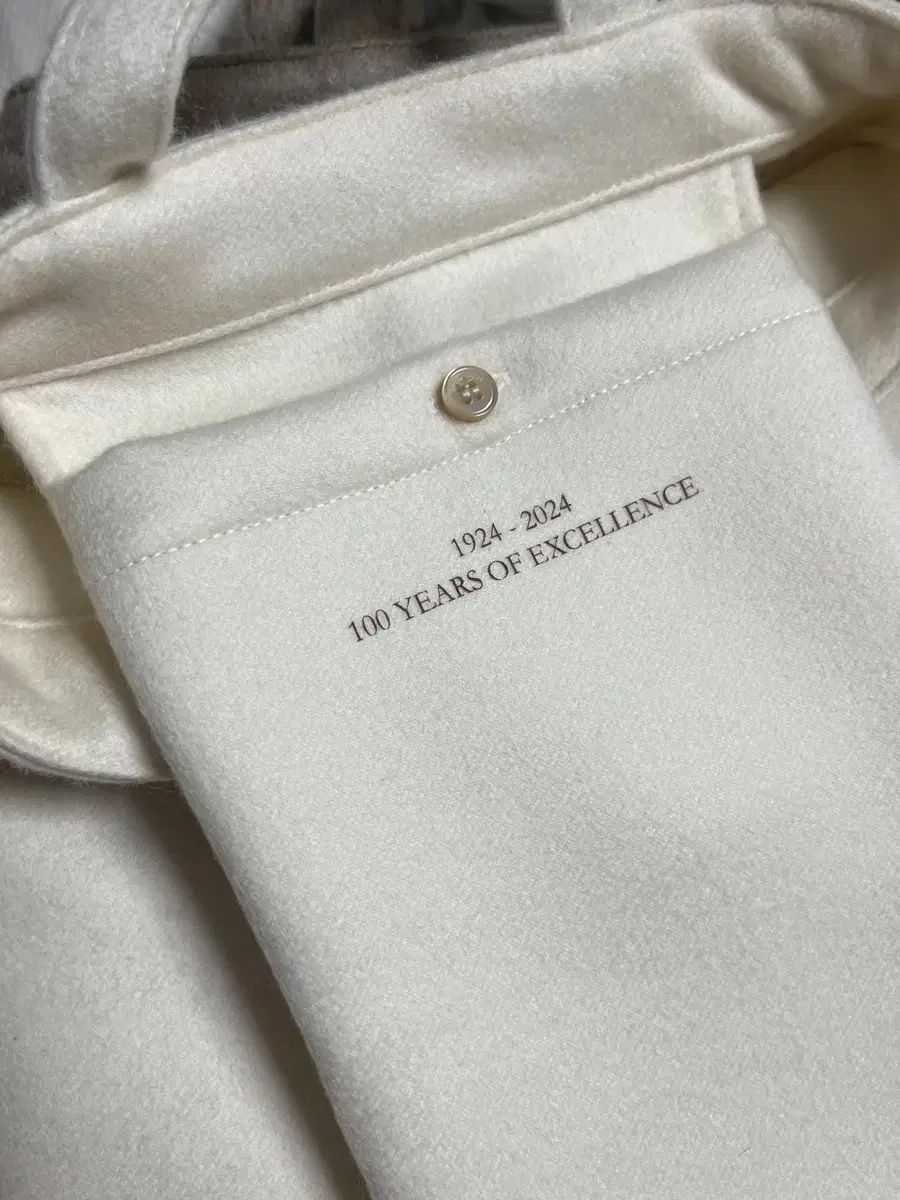 1924 - 2024
100 YEARS OF EXCELLENCE